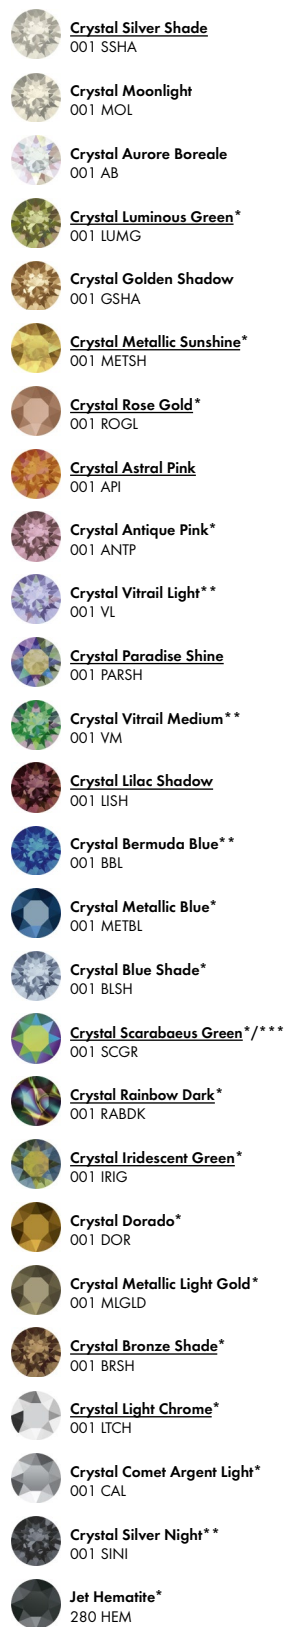 Crystal Silver Shade
001 SSHA
Crystal Moonlight
001 MOL
Crystal Aurore Boreale
001 AB
Crystal Luminous Green*
001 LUMG
Crystal Golden Shadow
001 GSHA
Crystal Metallic Sunshine*
001 METSH
Crystal Rose Gold*
001 ROGL
Crystal Astral Pink
001 API
Crystal Antique Pink*
001 ANTP
Crystal Vitrail Light**
001 VL
Crystal Paradise Shine
001 PARSH
Crystal Vitrail Medium**
001 VM
Crystal Lilac Shadow
001 LISH
Crystal Bermuda Blue**
001 BBL
Crystal Metallic Blue*
001 METBL
Crystal Blue Shade*
001 BLSH
Crystal Scarabaeus Green*/***
001 SCGR
Crystal Rainbow Dark*
001 RABDK
Crystal Iridescent Green*
001 IRIG
Crystal Dorado*
001 DOR
Crystal Metallic Light Gold*
001 MLGLD
Crystal Bronze Shade*
001 BRSH
Crystal Light Chrome*
001 LTCH
Crystal Comet Argent Light*
001 CAL
Crystal Silver Night**
001 SINI
Jet Hematite*
280 HEM